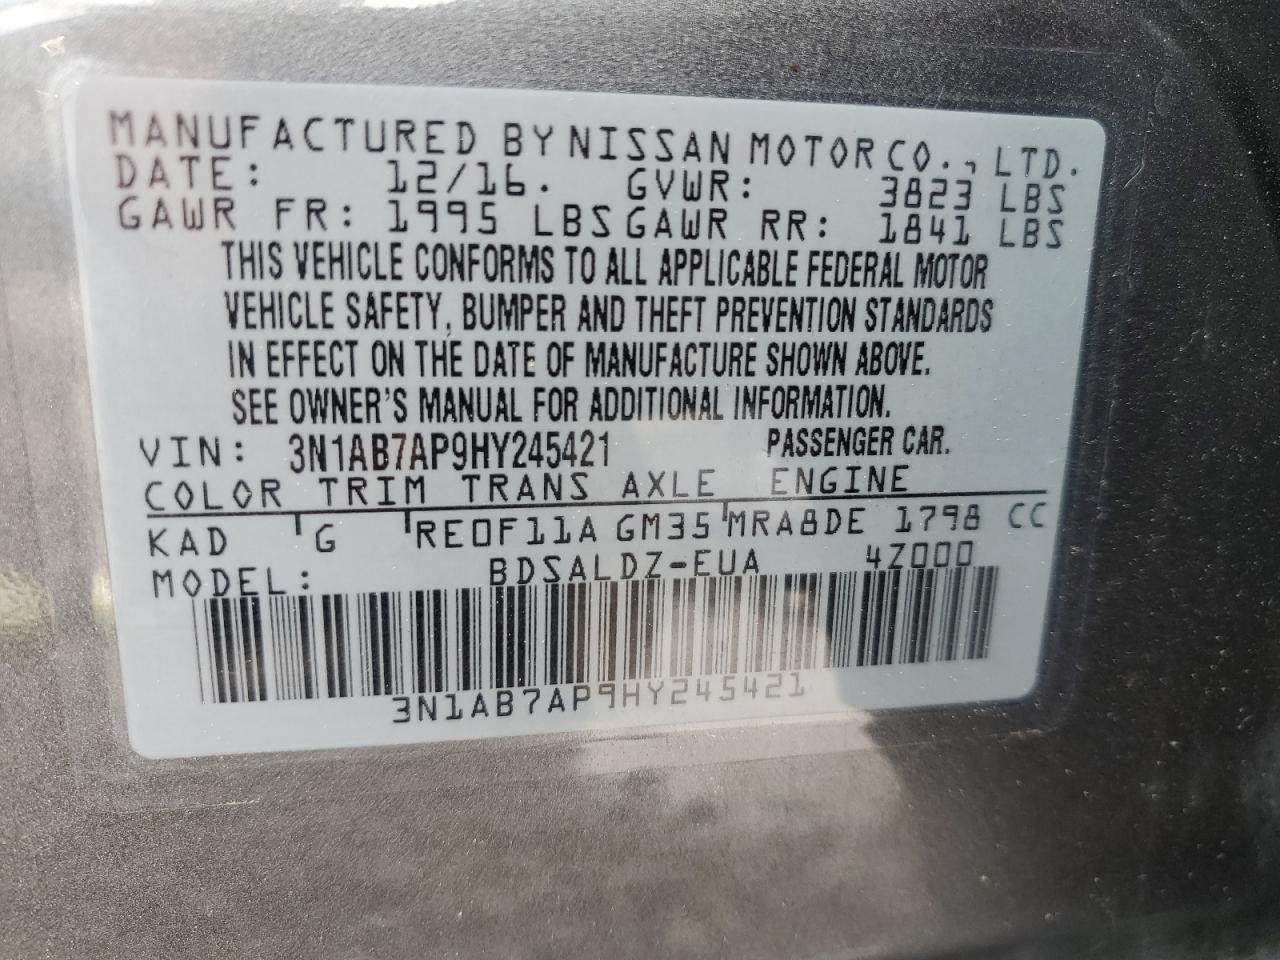 MANUFACTURED BY NISSAN MOTOR CO., LTD.
DATE: 12/16. GVWR: 3823 LBS
GAWR FR: 1995 LBS GAWR RR: 1841 LBS
THIS VEHICLE CONFORMS TO ALL APPLICABLE FEDERAL MOTOR
VEHICLE SAFETY, BUMPER AND THEFT PREVENTION STANDARDS
IN EFFECT ON THE DATE OF MANUFACTURE SHOWN ABOVE.
SEE OWNER'S MANUAL FOR ADDITIONAL INFORMATION.
VIN: 3N1AB7AP9HY245421 PASSENGER CAR.
COLOR TRIM TRANS AXLE ENGINE
KAD G RE0F11A GM35 MRA8DE 1798 CC
MODEL: BDSALDZ-EUA 4Z000
3N1AB7AP9HY245421